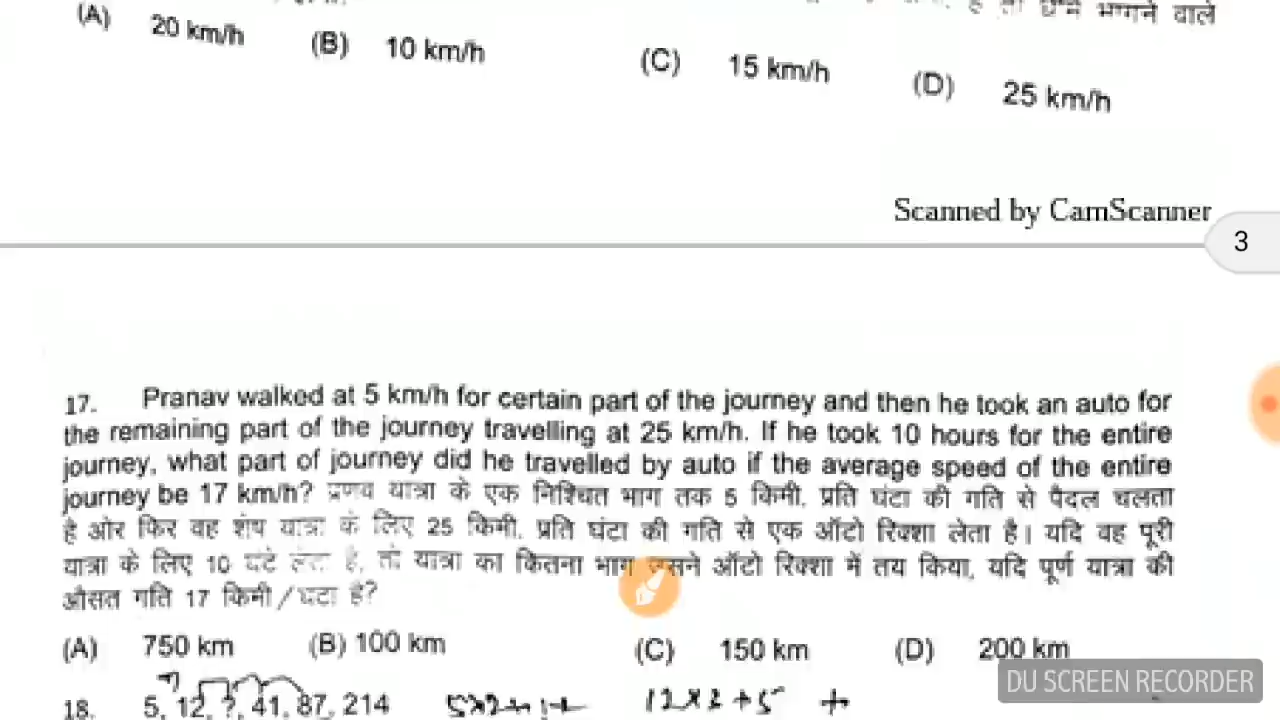 भागने वाले
(A) 20 km/h (B) 10 km/h (C) 15 km/h (D) 25 km/h
Scanned by CamScanner
3
17. Pranav walked at 5 km/h for certain part of the journey and then he took an auto for
the remaining part of the journey travelling at 25 km/h. If he took 10 hours for the entire
journey, what part of journey did he travelled by auto if the average speed of the entire
journey be 17 km/h? प्रणव यात्रा के एक निश्चित भाग तक 5 किमी. प्रति घंटा की गति से पैदल चलता
है ओर फिर वह शेष यात्रा के लिए 25 किमी. प्रति घंटा की गति से एक ऑटो रिक्शा लेता है। यदि वह पूरी
यात्रा के लिए 10 घंटे लेता है, तो यात्रा का कितना भाग उसने ऑटो रिक्शा में तय किया, यदि पूर्ण यात्रा की
औसत गति 17 किमी/घंटा है?
(A) 750 km (B) 100 km (C) 150 km (D) 200 km
DU SCREEN RECORDER
18. 5, 12, ?, 41, 87, 214 12x2+5 +